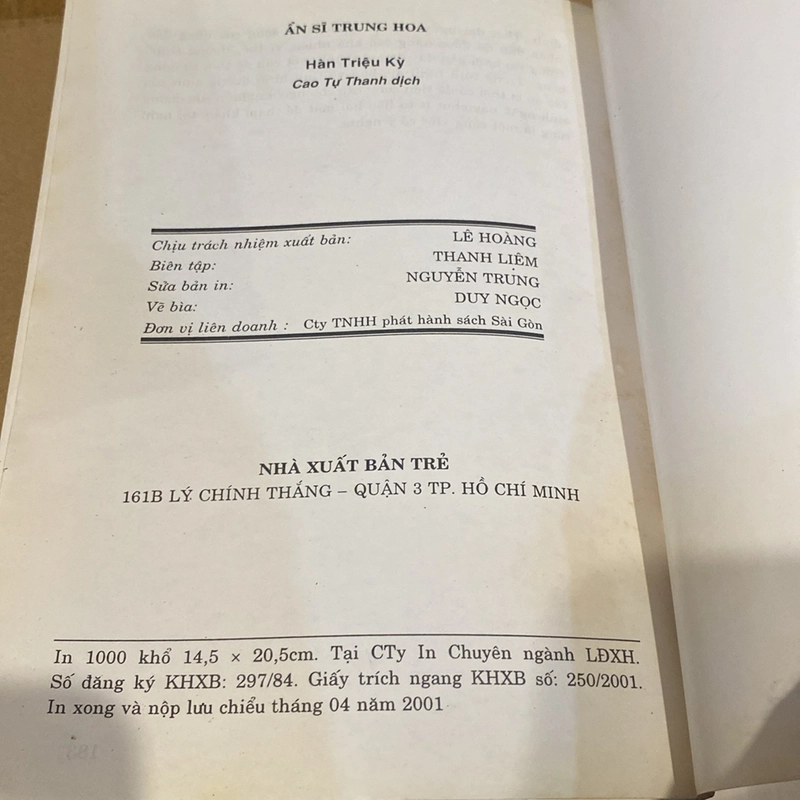 ẨN SĨ TRUNG HOA
Hàn Triệu Kỳ
Cao Tự Thanh dịch
Chịu trách nhiệm xuất bản: LÊ HOÀNG
Biên tập: THANH LIÊM
Sửa bản in: NGUYỄN TRUNG
Vẽ bìa: DUY NGỌC
Đơn vị liên doanh : Cty TNHH phát hành sách Sài Gòn
NHÀ XUẤT BẢN TRẺ
161B LÝ CHÍNH THẮNG – QUẬN 3 TP. HỒ CHÍ MINH
In 1000 khổ 14,5 × 20,5cm. Tại CTy In Chuyên ngành LĐXH.
Số đăng ký KHXB: 297/84. Giấy trích ngang KHXB số: 250/2001.
In xong và nộp lưu chiểu tháng 04 năm 2001